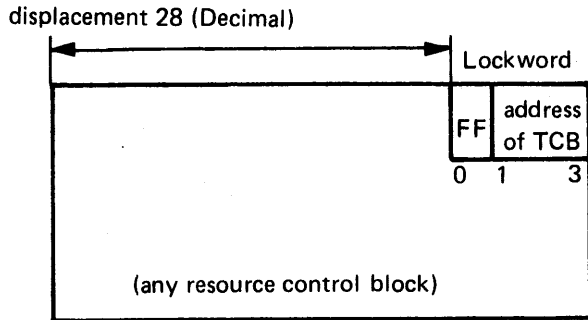 displacement 28 (Decimal)
Lockword
FF
address
of TCB
0 1 3
(any resource control block)